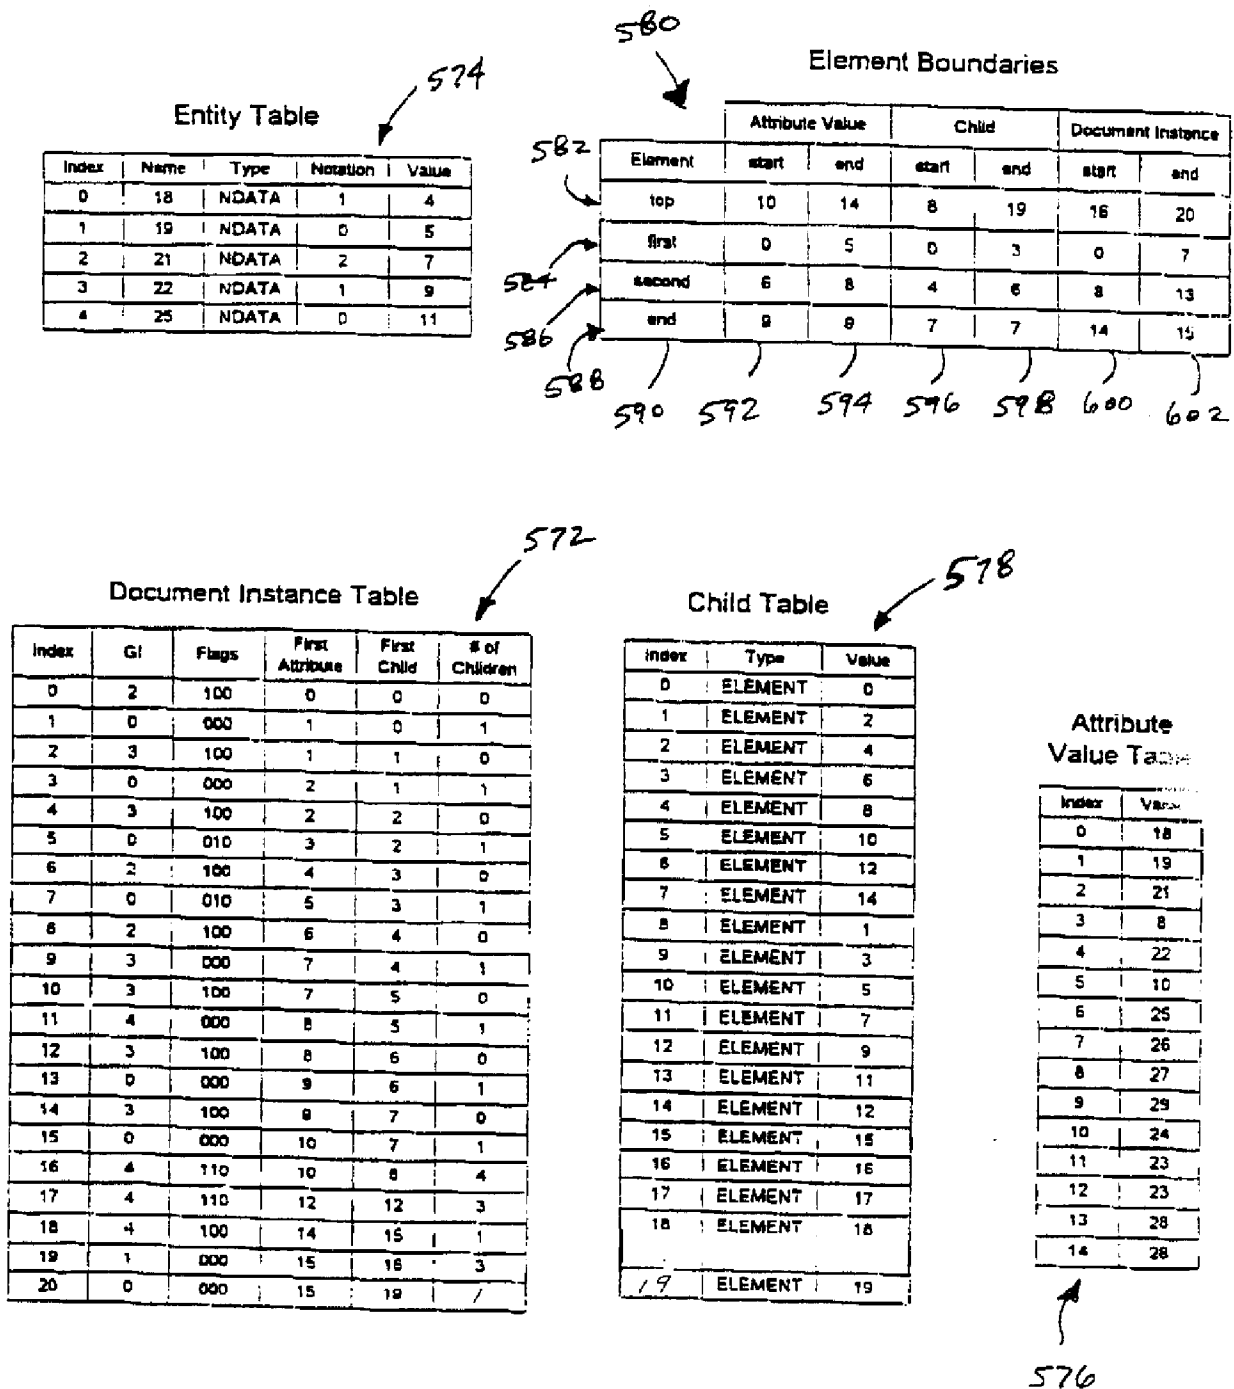 580
Element Boundaries
574
Entity Table
Index Name Type Notation Value
0 18 NDATA 1 4
1 19 NDATA 0 5
2 21 NDATA 2 7
3 22 NDATA 1 9
4 25 NDATA 0 11
Attribute Value Child Document Instance
582 Element start end start end start end
top 10 14 8 19 16 20
584 first 0 5 0 3 0 7
586 second 6 8 4 6 8 13
588 end 9 9 7 7 14 15
590 592 594 596 598 600 602
572
Document Instance Table
Index GI Flags First Attribute First Child # of Children
0 2 100 0 0 0
1 0 000 1 0 1
2 3 100 1 1 0
3 0 000 2 1 1
4 3 100 2 2 0
5 0 010 3 2 1
6 2 100 4 3 0
7 0 010 5 3 1
8 2 100 6 4 0
9 3 000 7 4 1
10 3 100 7 5 0
11 4 000 8 5 1
12 3 100 8 6 0
13 0 000 9 6 1
14 3 100 9 7 0
15 0 000 10 7 1
16 4 110 10 8 4
17 4 110 12 12 3
18 4 100 14 15 1
19 1 000 15 16 3
20 0 000 15 19 1
578
Child Table
Index Type Value
0 ELEMENT 0
1 ELEMENT 2
2 ELEMENT 4
3 ELEMENT 6
4 ELEMENT 8
5 ELEMENT 10
6 ELEMENT 12
7 ELEMENT 14
8 ELEMENT 1
9 ELEMENT 3
10 ELEMENT 5
11 ELEMENT 7
12 ELEMENT 9
13 ELEMENT 11
14 ELEMENT 12
15 ELEMENT 15
16 ELEMENT 16
17 ELEMENT 17
18 ELEMENT 18
19 ELEMENT 19
Attribute
Value Table
Index Value
0 18
1 19
2 21
3 8
4 22
5 10
6 25
7 26
8 27
9 29
10 24
11 23
12 23
13 28
14 28
576